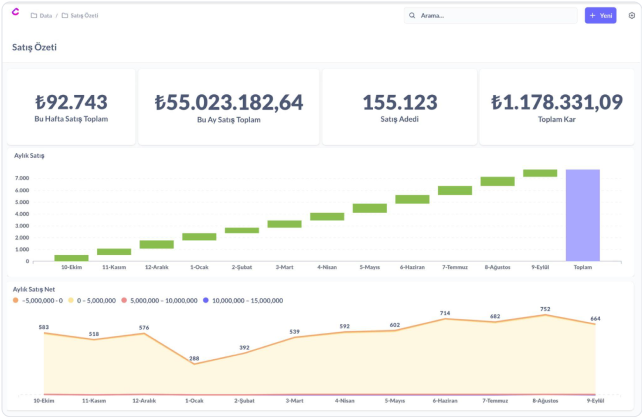 Data / Satış Özeti
Arama...
+ Yeni
Satış Özeti
₺92.743
Bu Hafta Satış Toplam
₺55.023.182,64
Bu Ay Satış Toplam
155.123
Satış Adedi
₺1.178.331,09
Toplam Kar
Aylık Satış
7.000
6.000
5.000
4.000
3.000
2.000
1.000
0
10-Ekim 11-Kasım 12-Aralık 1-Ocak 2-Şubat 3-Mart 4-Nisan 5-Mayıs 6-Haziran 7-Temmuz 8-Ağustos 9-Eylül Toplam
Aylık Satış Net
-5,000,000 - 0 0 – 5,000,000 5,000,000 – 10,000,000 10,000,000 – 15,000,000
583 518 576 288 392 539 592 602 714 682 752 664
10-Ekim 11-Kasım 12-Aralık 1-Ocak 2-Şubat 3-Mart 4-Nisan 5-Mayıs 6-Haziran 7-Temmuz 8-Ağustos 9-Eylül